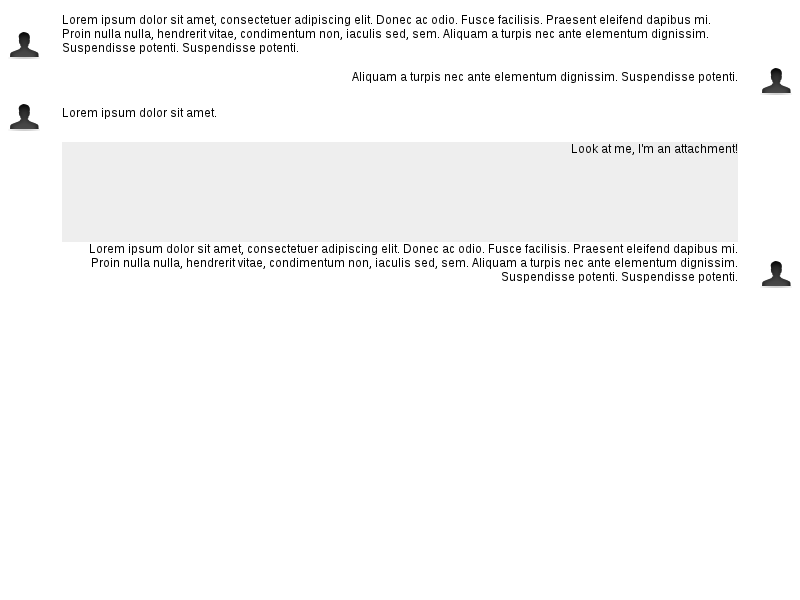 Lorem ipsum dolor sit amet, consectetuer adipiscing elit. Donec ac odio. Fusce facilisis. Praesent eleifend dapibus mi.
Proin nulla nulla, hendrerit vitae, condimentum non, iaculis sed, sem. Aliquam a turpis nec ante elementum dignissim.
Suspendisse potenti. Suspendisse potenti.
Aliquam a turpis nec ante elementum dignissim. Suspendisse potenti.
Lorem ipsum dolor sit amet.
Look at me, I'm an attachment!
Lorem ipsum dolor sit amet, consectetuer adipiscing elit. Donec ac odio. Fusce facilisis. Praesent eleifend dapibus mi.
Proin nulla nulla, hendrerit vitae, condimentum non, iaculis sed, sem. Aliquam a turpis nec ante elementum dignissim.
Suspendisse potenti. Suspendisse potenti.